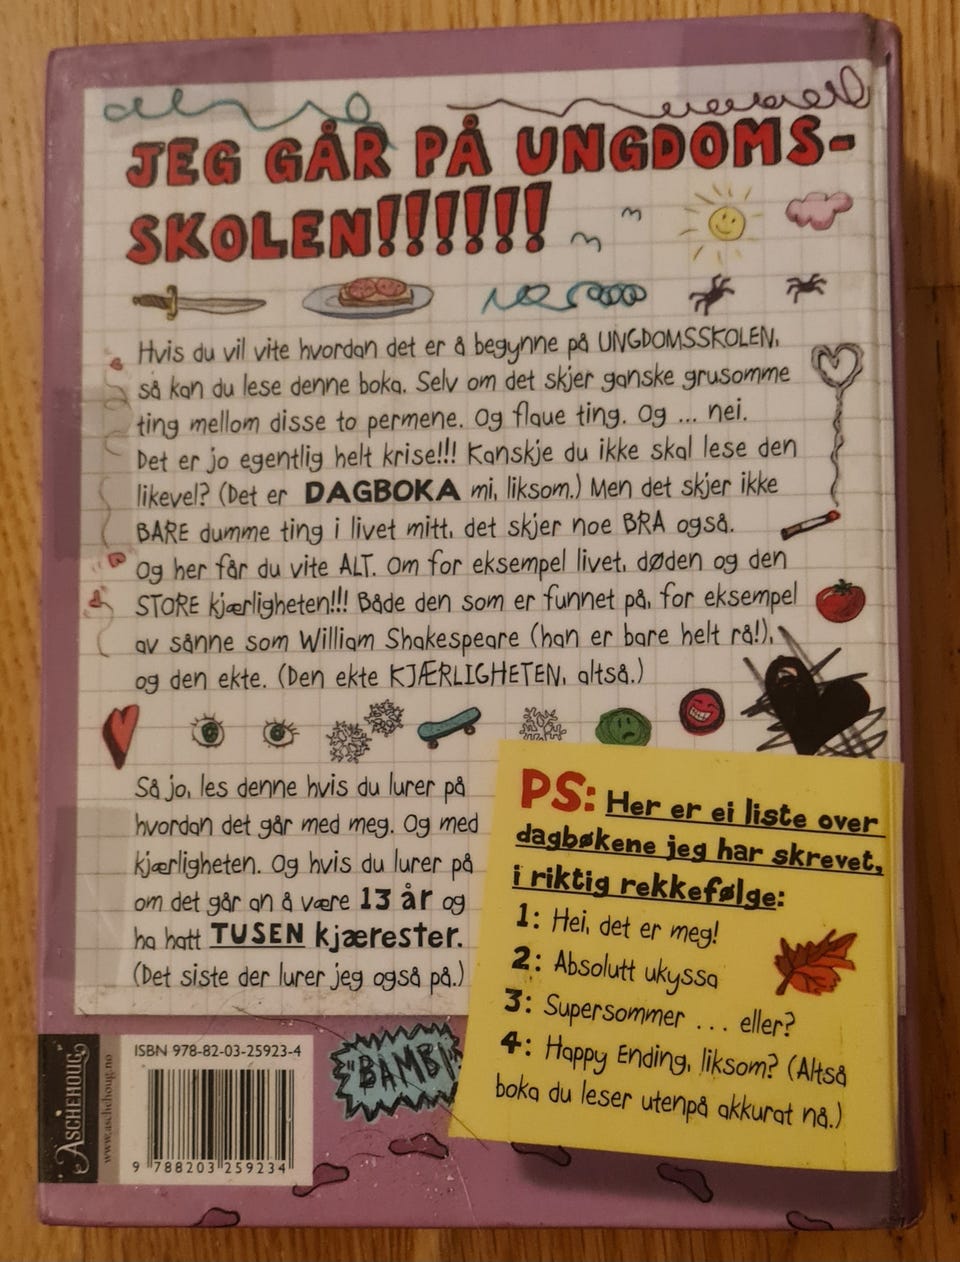 JEG GÅR PÅ UNGDOMS-
SKOLEN!!!!!!
Hvis du vil vite hvordan det er å begynne på UNGDOMSSKOLEN,
så kan du lese denne boka. Selv om det skjer ganske grusomme
ting mellom disse to permene. Og flaue ting. Og ... nei.
Det er jo egentlig helt krise!!! Kanskje du ikke skal lese den
likevel? (Det er DAGBOKA mi, liksom.) Men det skjer ikke
BARE dumme ting i livet mitt, det skjer noe BRA også.
Og her får du vite ALT. Om for eksempel livet, døden og den
STORE kjærligheten!!! Både den som er funnet på, for eksempel
av sånne som William Shakespeare (han er bare helt rå!),
og den ekte. (Den ekte KJÆRLIGHETEN, altså.)
Så jo, les denne hvis du lurer på
hvordan det går med meg. Og med
kjærligheten. Og hvis du lurer på
om det går an å være 13 år og
ha hatt TUSEN kjærester.
(Det siste der lurer jeg også på.)
PS: Her er ei liste over
dagbøkene jeg har skrevet,
i riktig rekkefølge:
1: Hei, det er meg!
2: Absolutt ukyssa
3: Supersommer ... eller?
4: Happy Ending, liksom? (Altså
boka du leser utenpå akkurat nå.)
ASCHEHOUG
www.aschehoug.no
ISBN 978-82-03-25923-4
9 788203 259234
"BAMBI